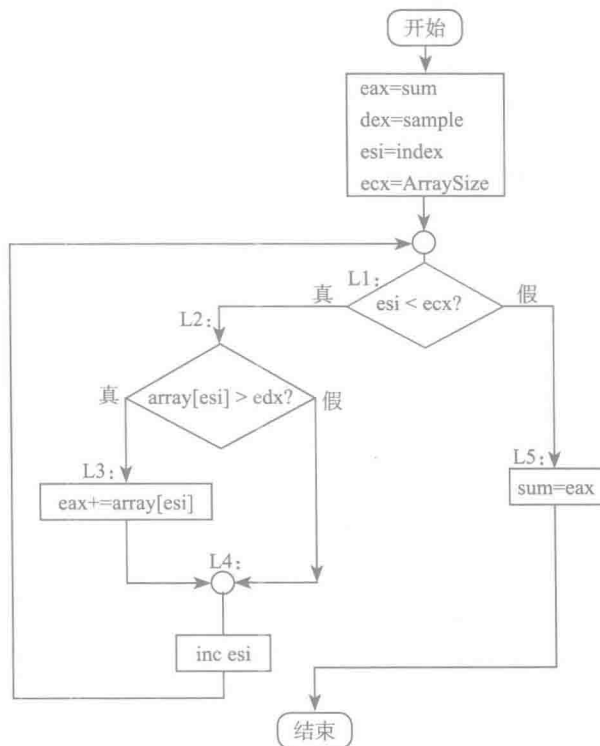 开始
eax=sum
dex=sample
esi=index
ecx=ArraySize
L1:
esi < ecx?
真
假
L2:
array[esi] > edx?
真
假
L3:
eax+=array[esi]
L5:
sum=eax
L4:
inc esi
结束